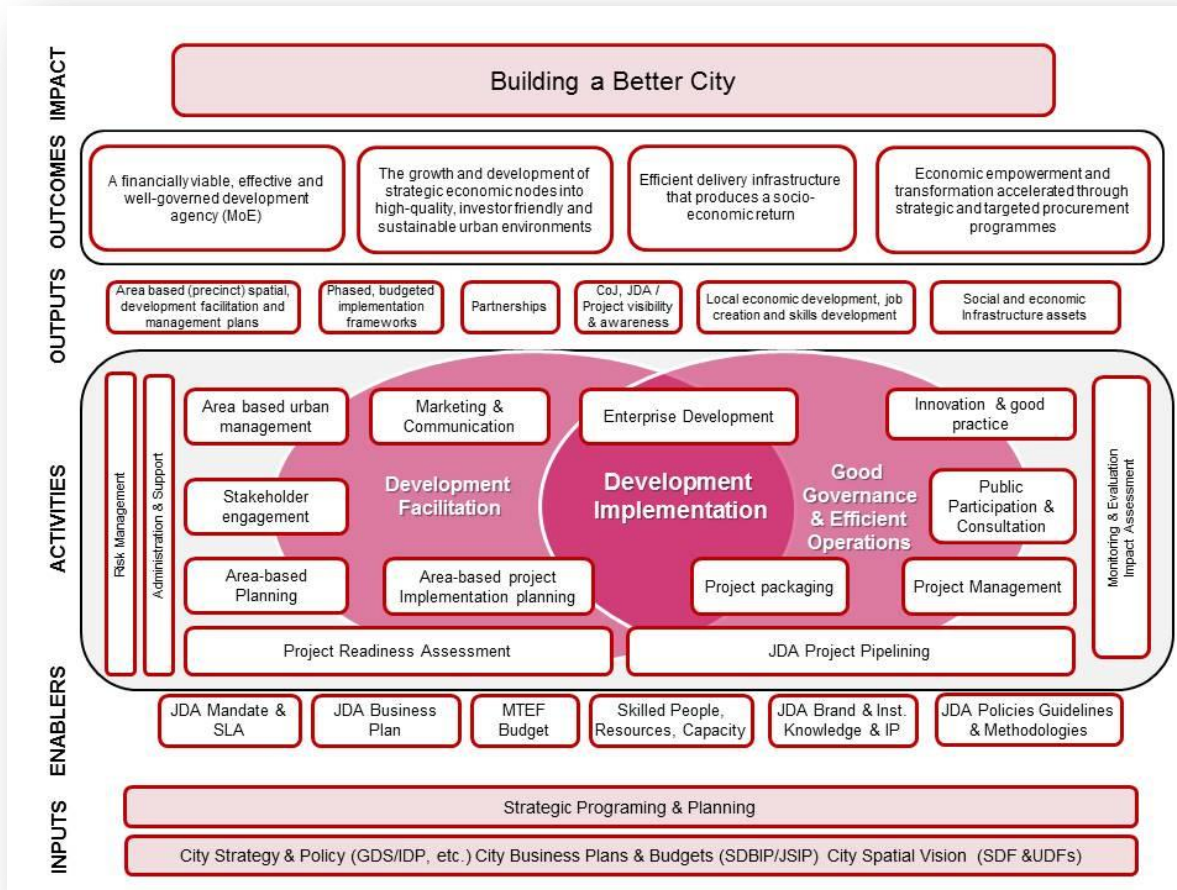 IMPACT
Building a Better City
OUTCOMES
A financially viable, effective and
well-governed development
agency (MoE)
The growth and development of
strategic economic nodes into
high-quality, investor friendly and
sustainable urban environments
Efficient delivery infrastructure
that produces a socio-
economic return
Economic empowerment and
transformation accelerated through
strategic and targeted procurement
programmes
OUTPUTS
Area based (precinct) spatial,
development facilitation and
management plans
Phased, budgeted
implementation
frameworks
Partnerships
CoJ, JDA /
Project visibility
& awareness
Local economic development, job
creation and skills development
Social and economic
Infrastructure assets
ACTIVITIES
Risk Management
Administration & Support
Area based urban
management
Marketing &
Communication
Enterprise Development
Innovation & good
practice
Stakeholder
engagement
Development
Facilitation
Development
Implementation
Good
Governance
& Efficient
Operations
Public
Participation &
Consultation
Area-based
Planning
Area-based project
Implementation planning
Project packaging
Project Management
Project Readiness Assessment
JDA Project Pipelining
Monitoring & Evaluation
Impact Assessment
ENABLERS
JDA Mandate &
SLA
JDA Business
Plan
MTEF
Budget
Skilled People,
Resources, Capacity
JDA Brand & Inst.
Knowledge & IP
JDA Policies Guidelines
& Methodologies
INPUTS
Strategic Programing & Planning
City Strategy & Policy (GDS/IDP, etc.) City Business Plans & Budgets (SDBIP/JSIP) City Spatial Vision (SDF &UDFs)